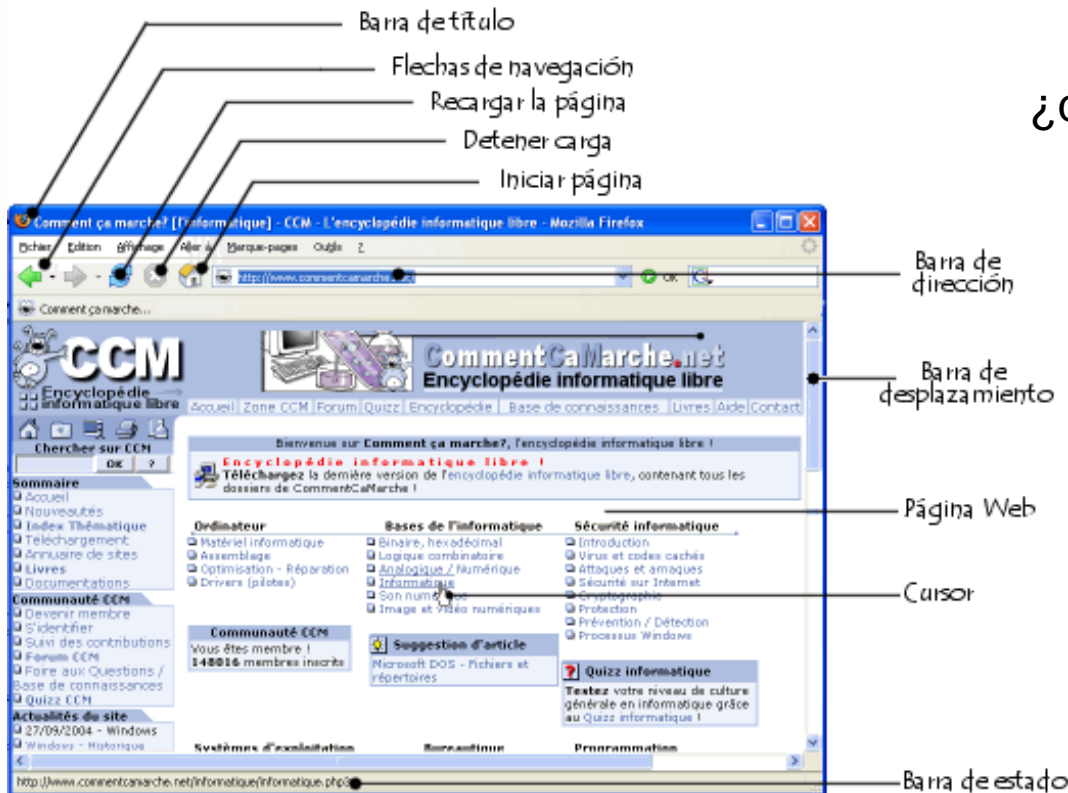 Barra de título
Flechas de navegación
Recargar la página
Detener carga
Iniciar página
Comment ça marche? [l'informatique] - CCM - L'encyclopédie informatique libre - Mozilla Firefox
Fichier Edition Affichage Aller à Marque-pages Outils ?
http://www.commentcamarche.
OK
Barra de
dirección
Comment ça marche...
CCM
Encyclopédie
informatique libre
CommentCaMarche.net
Encyclopédie informatique libre
Barra de
desplazamiento
Accueil Zone CCM Forum Quizz Encyclopédie Base de connaissances Livres Aide Contact
Chercher sur CCM
OK ?
Bienvenue sur Comment ça marche?, l'encyclopédie informatique libre !
Encyclopédie informatique libre !
Téléchargez la dernière version de l'encyclopédie informatique libre, contenant tous les
dossiers de CommentCaMarche !
Página Web
Sommaire
Accueil
Nouveautés
Index Thématique
Téléchargement
Annuaire de sites
Livres
Documentations
Ordinateur
Matériel informatique
Assemblage
Optimisation - Réparation
Drivers (pilotes)
Bases de l'informatique
Binaire, hexadécimal
Logique combinatoire
Analogique / Numérique
Informatique
Son numérique
Image et vidéo numériques
Sécurité informatique
Introduction
Virus et codes cachés
Attaques et arnaques
Sécurité sur Internet
Cryptographie
Protection
Prévention / Détection
Processus Windows
Cursor
Communauté CCM
Devenir membre
S'identifier
Suivi des contributions
Forum CCM
Foire aux Questions /
Base de connaissances
Quizz CCM
Communauté CCM
Vous êtes membre !
148016 membres inscrits
Suggestion d'article
Microsoft DOS - Fichiers et
répertoires
Quizz informatique
Testez votre niveau de culture
générale en informatique grâce
au Quizz informatique !
Actualités du site
27/09/2004 - Windows
Windows - Historique
Systèmes d'exploitation
Bureautique
Programmation
http://www.commentcamarche.net/informatique/informatique.php3
Barra de estado